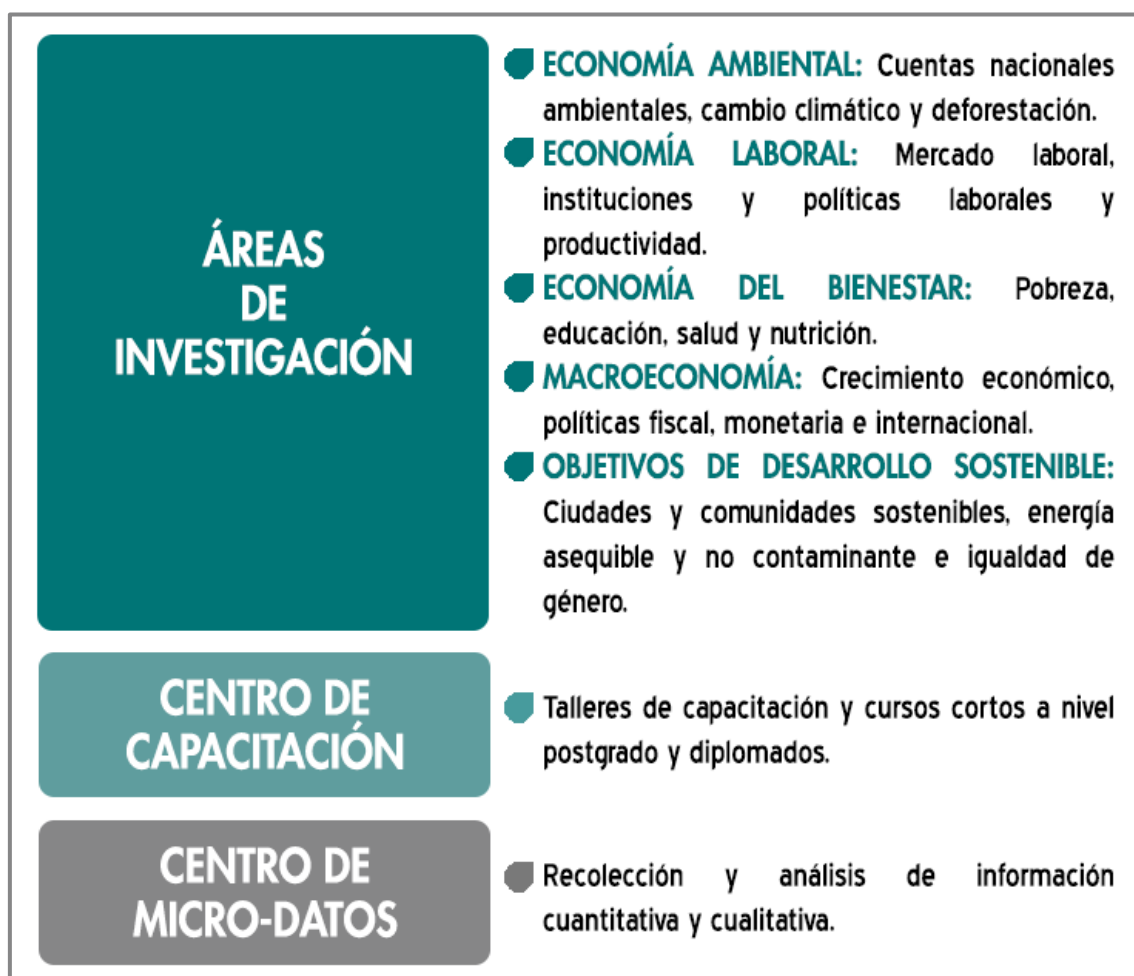 ÁREAS
DE
INVESTIGACIÓN
ECONOMÍA AMBIENTAL: Cuentas nacionales
ambientales, cambio climático y deforestación.
ECONOMÍA LABORAL: Mercado laboral,
instituciones y políticas laborales y
productividad.
ECONOMÍA DEL BIENESTAR: Pobreza,
educación, salud y nutrición.
MACROECONOMÍA: Crecimiento económico,
políticas fiscal, monetaria e internacional.
OBJETIVOS DE DESARROLLO SOSTENIBLE:
Ciudades y comunidades sostenibles, energía
asequible y no contaminante e igualdad de
género.
CENTRO DE
CAPACITACIÓN
Talleres de capacitación y cursos cortos a nivel
postgrado y diplomados.
CENTRO DE
MICRO-DATOS
Recolección y análisis de información
cuantitativa y cualitativa.